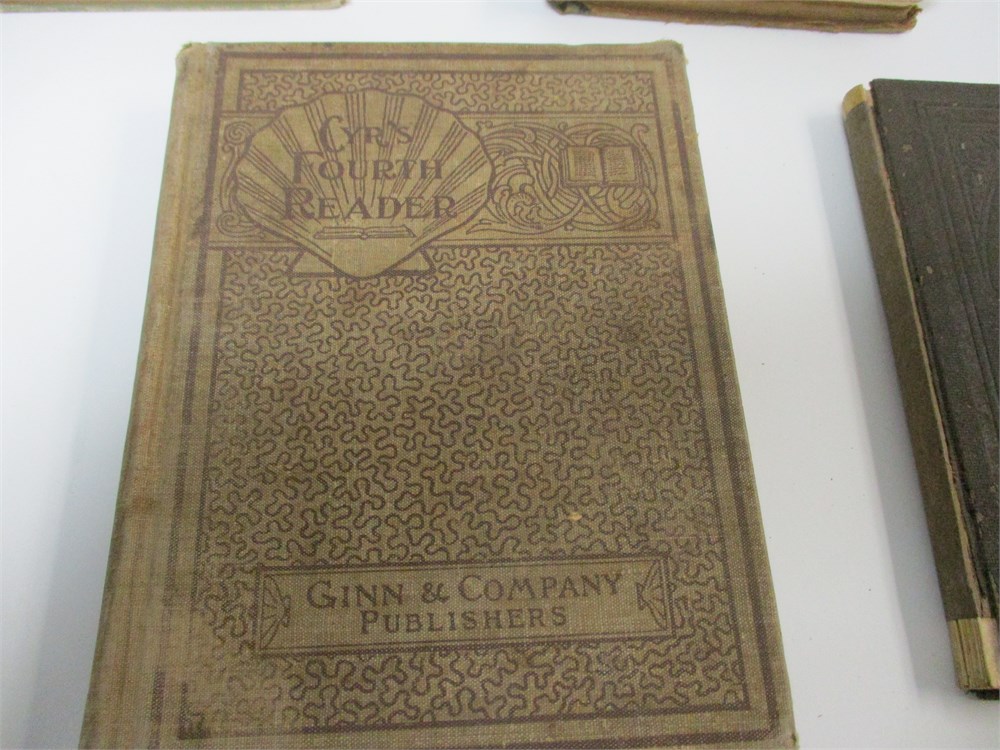 CYR'S
FOURTH
READER
GINN & COMPANY
PUBLISHERS